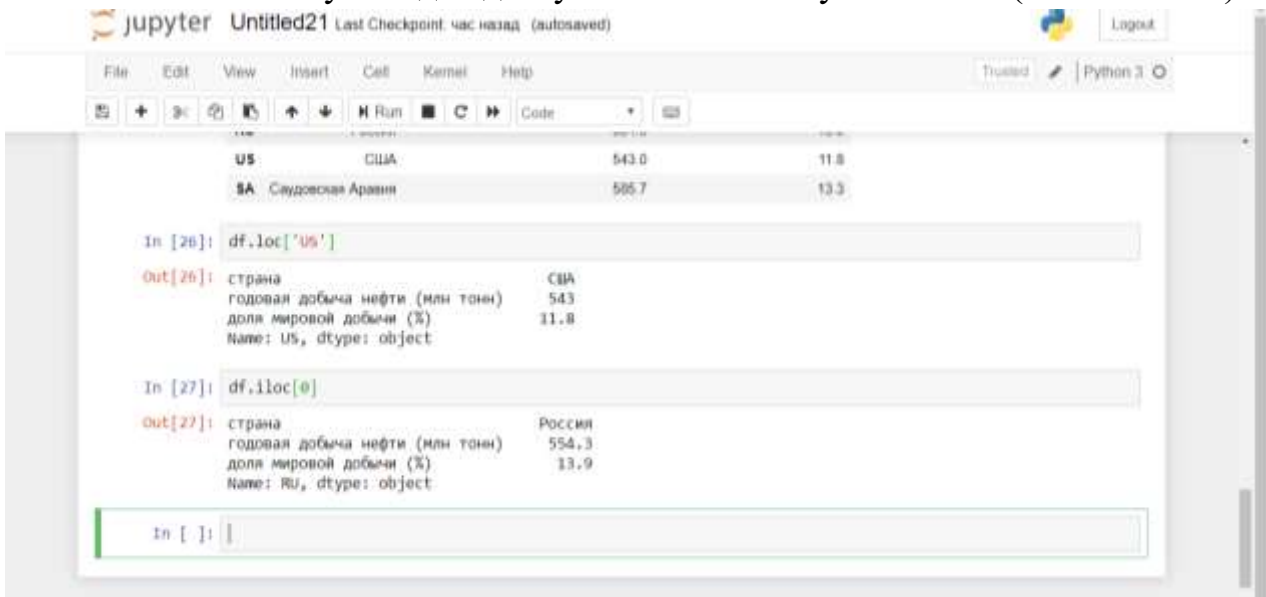 jupyter Untitled21 Last Checkpoint: час назад (autosaved) Logout
File Edit View Insert Cell Kernel Help Trusted Python 3
Run Code
US США 543.0 11.8
SA Саудовская Аравия 585.7 13.3
In [26]: df.loc['US']
Out[26]: страна США
годовая добыча нефти (млн тонн) 543
доля мировой добычи (%) 11.8
Name: US, dtype: object
In [27]: df.iloc[0]
Out[27]: страна Россия
годовая добыча нефти (млн тонн) 554.3
доля мировой добычи (%) 13.9
Name: RU, dtype: object
In [ ]: